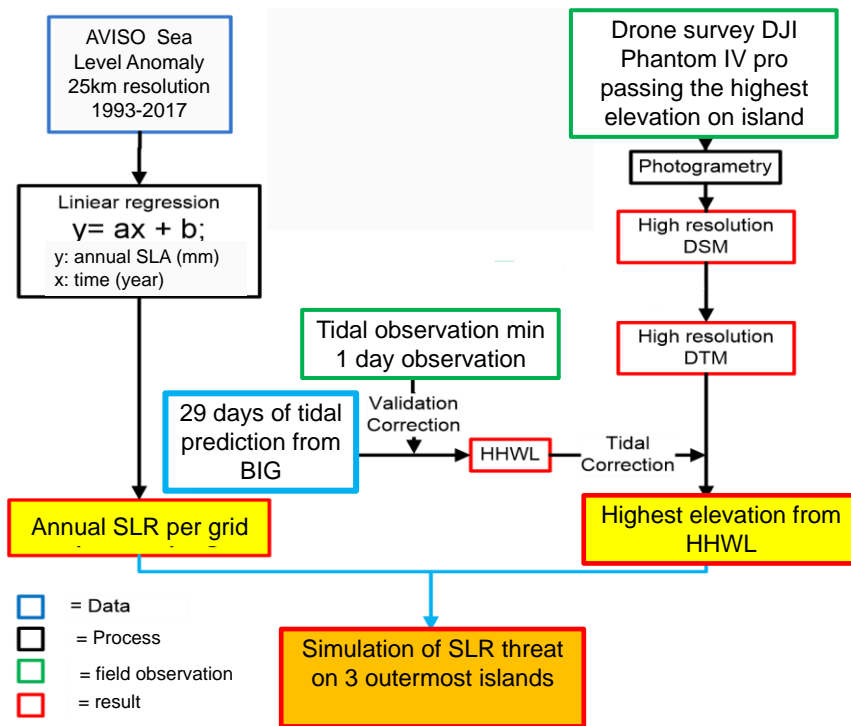 AVISO Sea
Level Anomaly
25km resolution
1993-2017
Drone survey DJI
Phantom IV pro
passing the highest
elevation on island
Photogrametry
Liniear regression
y= ax + b;
y: annual SLA (mm)
x: time (year)
High resolution
DSM
High resolution
DTM
Tidal observation min
1 day observation
Validation
Correction
29 days of tidal
prediction from
BIG
HHWL
Tidal
Correction
Annual SLR per grid
Highest elevation from
HHWL
= Data
= Process
= field observation
= result
Simulation of SLR threat
on 3 outermost islands